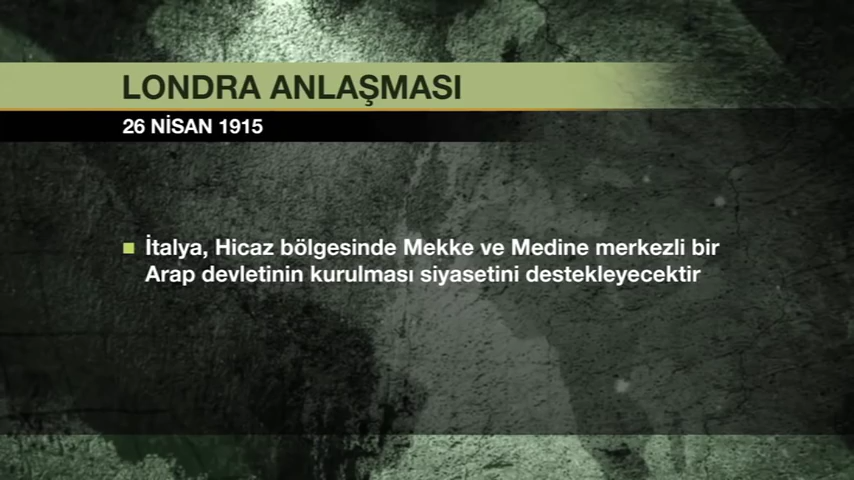 LONDRA ANLAŞMASI
26 NİSAN 1915
İtalya, Hicaz bölgesinde Mekke ve Medine merkezli bir
Arap devletinin kurulması siyasetini destekleyecektir